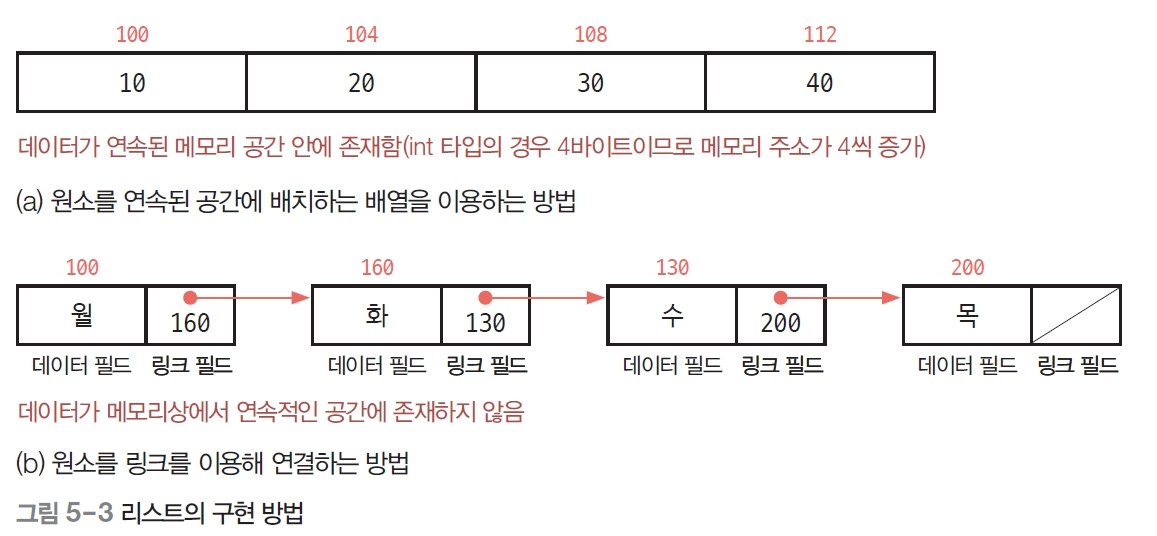 100 104 108 112
10 20 30 40
데이터가 연속된 메모리 공간 안에 존재함(int 타입의 경우 4바이트이므로 메모리 주소가 4씩 증가)
(a) 원소를 연속된 공간에 배치하는 배열을 이용하는 방법
100 160 130 200
월 160 화 130 수 200 목
데이터 필드 링크 필드 데이터 필드 링크 필드 데이터 필드 링크 필드 데이터 필드 링크 필드
데이터가 메모리상에서 연속적인 공간에 존재하지 않음
(b) 원소를 링크를 이용해 연결하는 방법
그림 5-3 리스트의 구현 방법